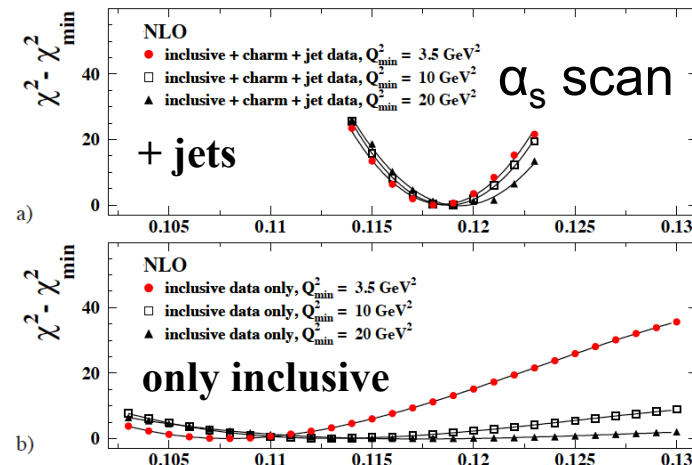 NLO
inclusive + charm + jet data, Q²min = 3.5 GeV²
inclusive + charm + jet data, Q²min = 10 GeV²
inclusive + charm + jet data, Q²min = 20 GeV²
αs scan
+ jets
χ² - χ²min
40
20
0
a)
0.105 0.11 0.115 0.12 0.125 0.13
NLO
inclusive data only, Q²min = 3.5 GeV²
inclusive data only, Q²min = 10 GeV²
inclusive data only, Q²min = 20 GeV²
only inclusive
χ² - χ²min
40
20
0
b)
0.105 0.11 0.115 0.12 0.125 0.13